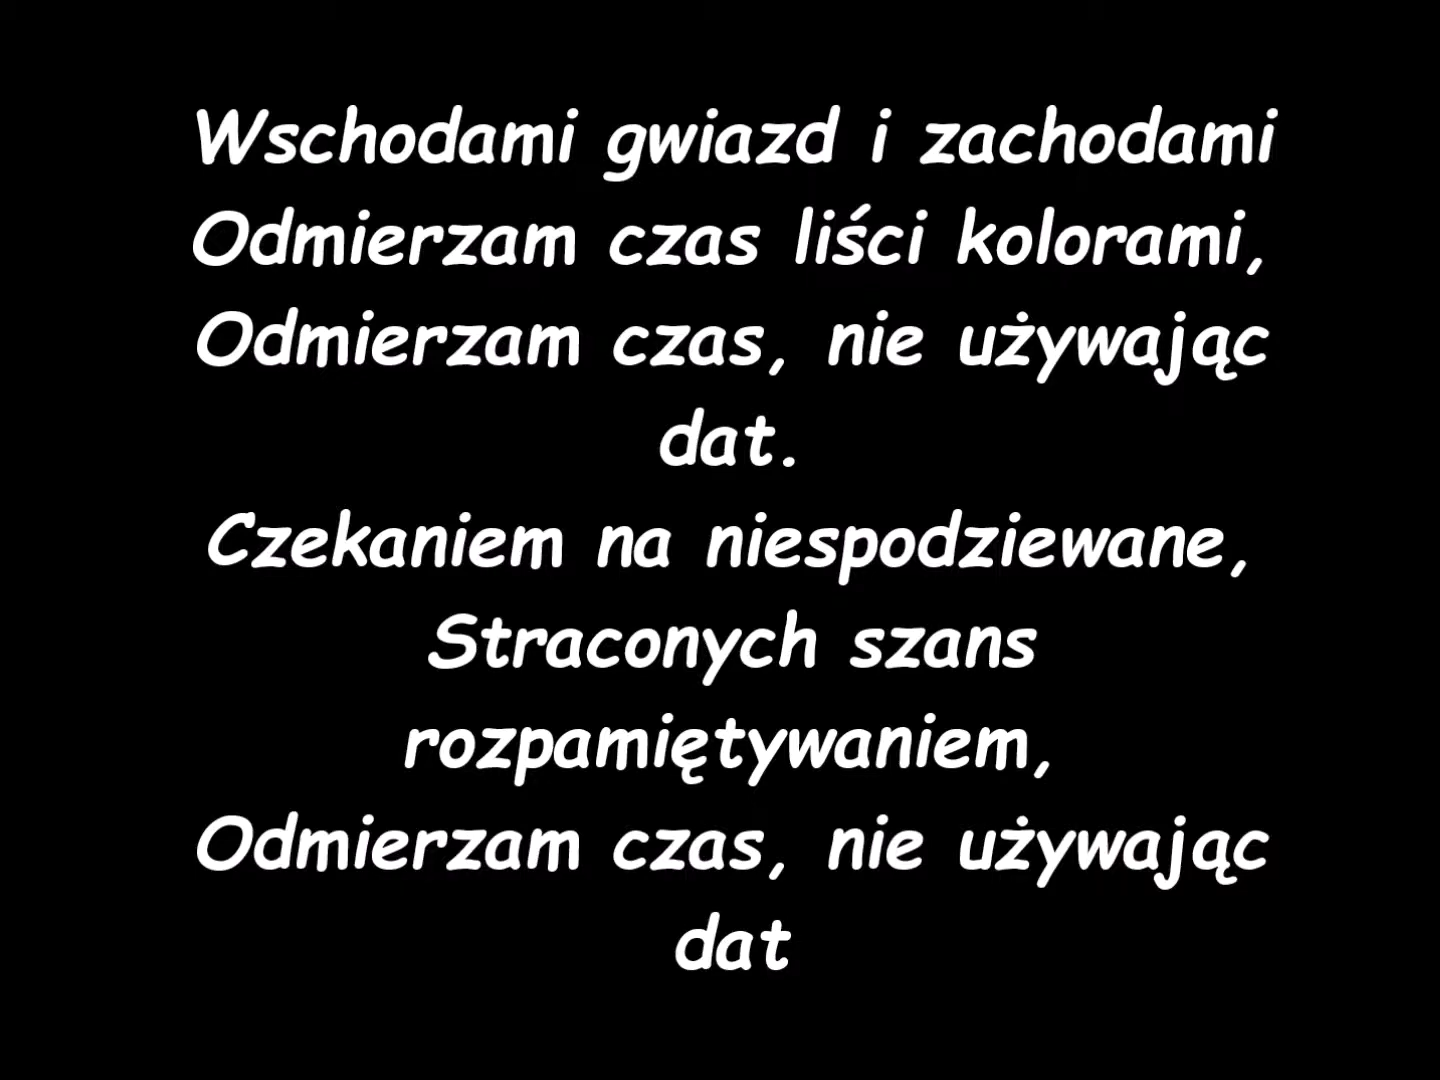 Wschodami gwiazd i zachodami
Odmierzam czas liści kolorami,
Odmierzam czas, nie używając
dat.
Czekaniem na niespodziewane,
Straconych szans
rozpamiętywaniem,
Odmierzam czas, nie używając
dat